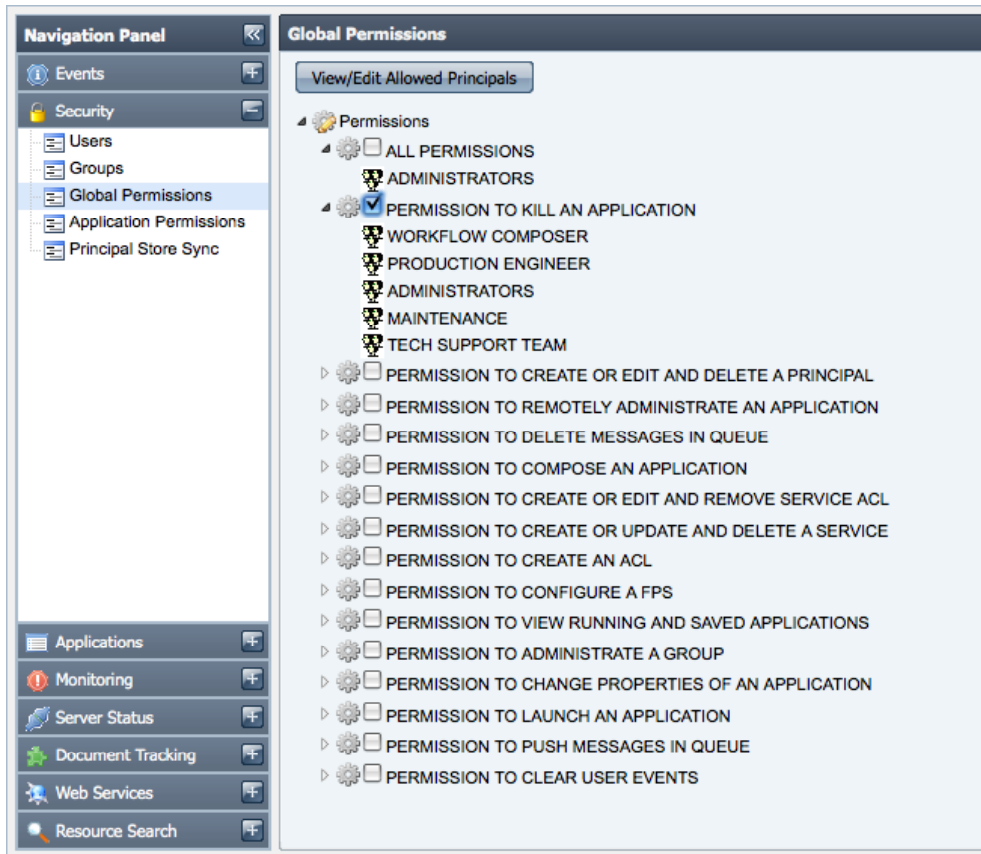 Navigation Panel
Events
Security
Users
Groups
Global Permissions
Application Permissions
Principal Store Sync
Applications
Monitoring
Server Status
Document Tracking
Web Services
Resource Search
Global Permissions
View/Edit Allowed Principals
Permissions
ALL PERMISSIONS
ADMINISTRATORS
PERMISSION TO KILL AN APPLICATION
WORKFLOW COMPOSER
PRODUCTION ENGINEER
ADMINISTRATORS
MAINTENANCE
TECH SUPPORT TEAM
PERMISSION TO CREATE OR EDIT AND DELETE A PRINCIPAL
PERMISSION TO REMOTELY ADMINISTRATE AN APPLICATION
PERMISSION TO DELETE MESSAGES IN QUEUE
PERMISSION TO COMPOSE AN APPLICATION
PERMISSION TO CREATE OR EDIT AND REMOVE SERVICE ACL
PERMISSION TO CREATE OR UPDATE AND DELETE A SERVICE
PERMISSION TO CREATE AN ACL
PERMISSION TO CONFIGURE A FPS
PERMISSION TO VIEW RUNNING AND SAVED APPLICATIONS
PERMISSION TO ADMINISTRATE A GROUP
PERMISSION TO CHANGE PROPERTIES OF AN APPLICATION
PERMISSION TO LAUNCH AN APPLICATION
PERMISSION TO PUSH MESSAGES IN QUEUE
PERMISSION TO CLEAR USER EVENTS